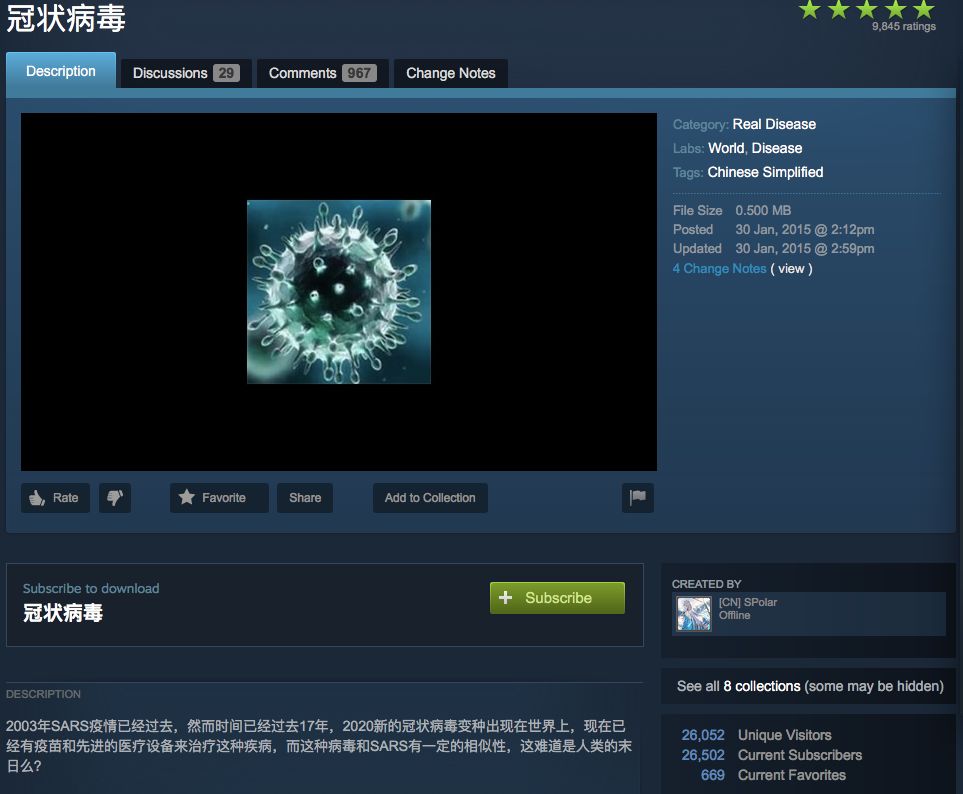 冠状病毒
9,845 ratings
Description
Discussions 29
Comments 967
Change Notes
Category: Real Disease
Labs: World, Disease
Tags: Chinese Simplified
File Size 0.500 MB
Posted 30 Jan, 2015 @ 2:12pm
Updated 30 Jan, 2015 @ 2:59pm
4 Change Notes ( view )
Rate
Favorite
Share
Add to Collection
Subscribe to download
冠状病毒
Subscribe
CREATED BY
[CN] SPolar
Offline
See all 8 collections (some may be hidden)
DESCRIPTION
2003年SARS疫情已经过去，然而时间已经过去17年，2020新的冠状病毒变种出现在世界上，现在已
经有疫苗和先进的医疗设备来治疗这种疾病，而这种病毒和SARS有一定的相似性，这难道是人类的末
日么?
26,052 Unique Visitors
26,502 Current Subscribers
669 Current Favorites